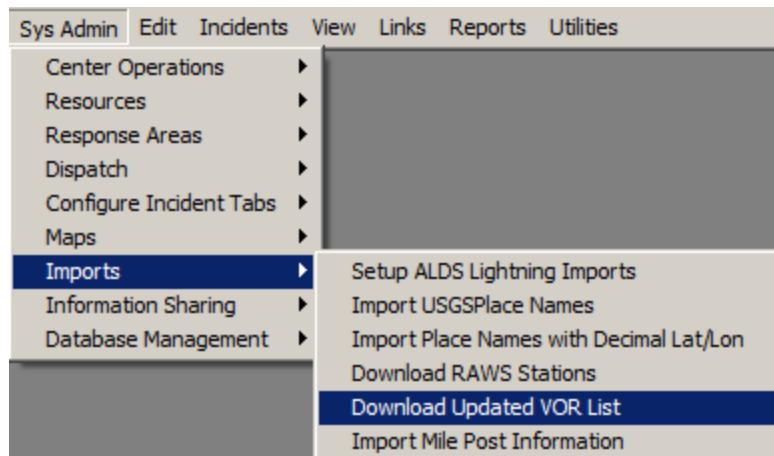 Sys Admin Edit Incidents View Links Reports Utilities
Center Operations
Resources
Response Areas
Dispatch
Configure Incident Tabs
Maps
Imports
Information Sharing
Database Management
Setup ALDS Lightning Imports
Import USGSPlace Names
Import Place Names with Decimal Lat/Lon
Download RAWS Stations
Download Updated VOR List
Import Mile Post Information